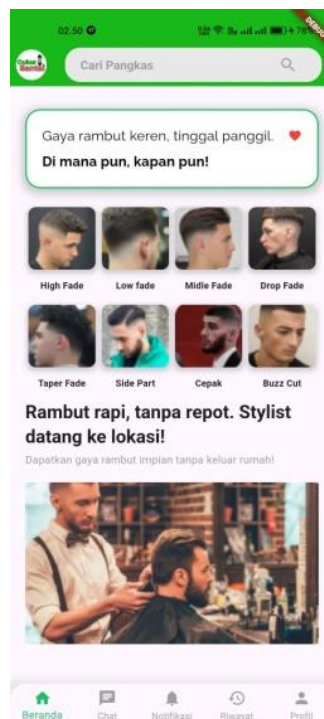 02.50
78
DEBUG
Cari Pangkas
Gaya rambut keren, tinggal panggil.
Di mana pun, kapan pun!
High Fade
Low fade
Midle Fade
Drop Fade
Taper Fade
Side Part
Cepak
Buzz Cut
Rambut rapi, tanpa repot. Stylist
datang ke lokasi!
Dapatkan gaya rambut impian tanpa keluar rumah!
Beranda
Chat
Notifikasi
Riwayat
Profil